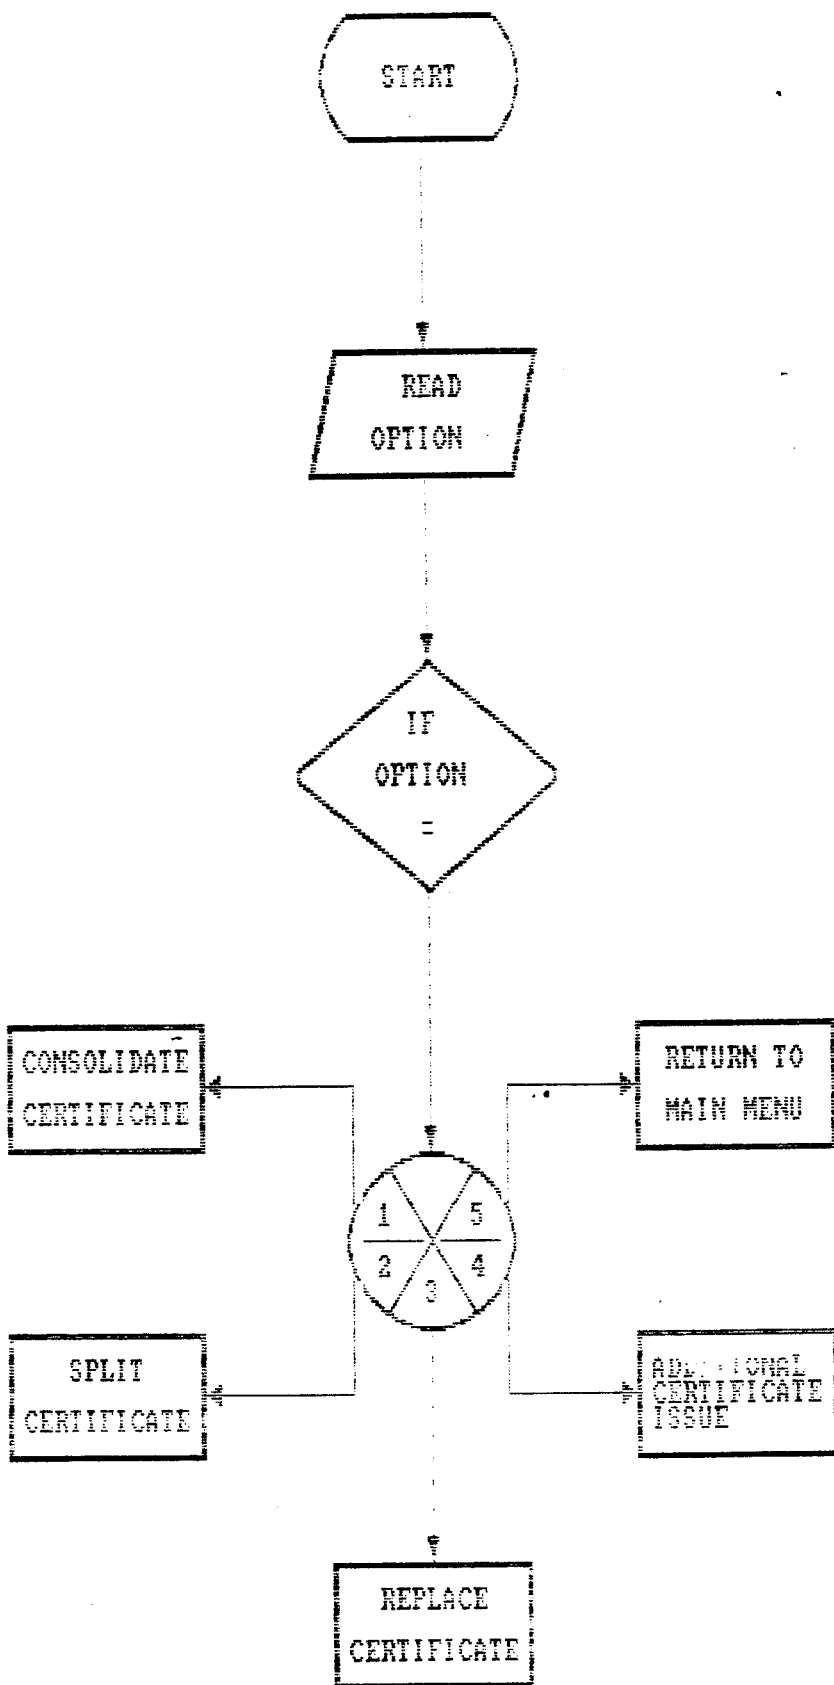 START
READ
OPTION
IF
OPTION
=
CONSOLIDATE
CERTIFICATE
RETURN TO
MAIN MENU
1
5
2
4
3
SPLIT
CERTIFICATE
ADDITIONAL
CERTIFICATE
ISSUE
REPLACE
CERTIFICATE